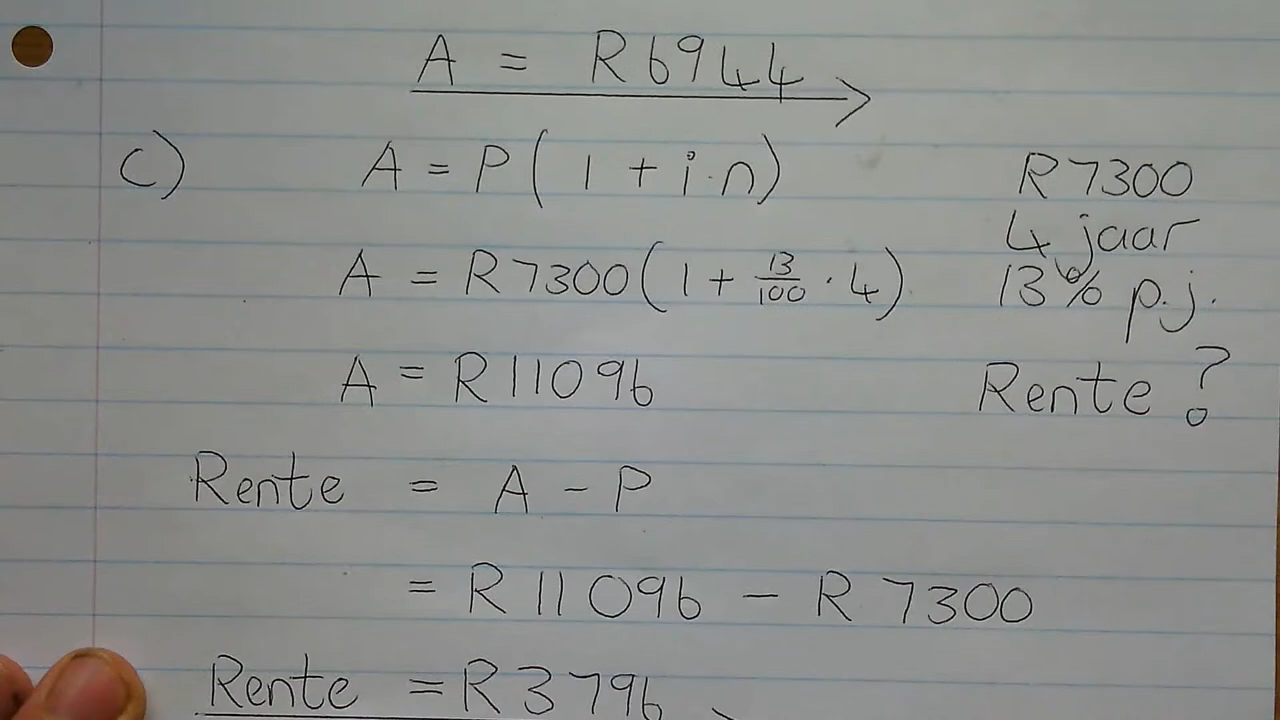 A = R6944
c) A = P(1 + i·n)
R7300
4 jaar
A = R7300(1 + 13/100 · 4)
13% p.j.
A = R11096
Rente ?
Rente = A - P
= R11096 - R7300
Rente = R3796